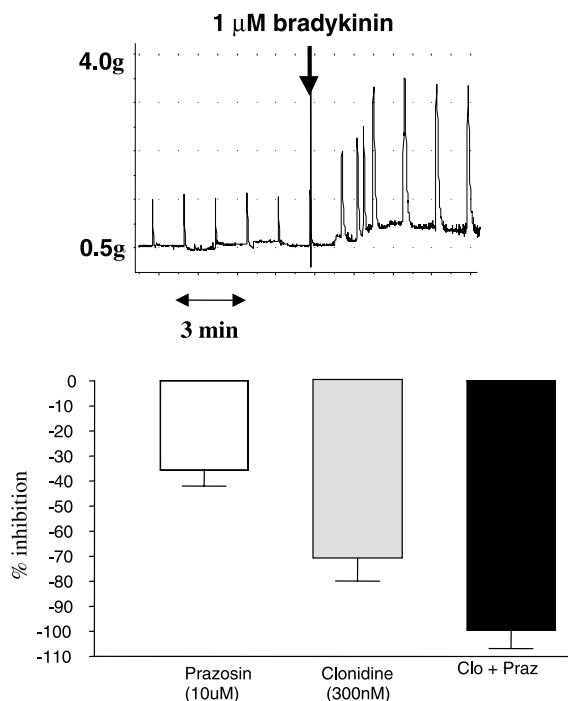 1 μM bradykinin
4.0g
0.5g
3 min
0
-10
-20
-30
-40
-50
-60
-70
-80
-90
-100
-110
% inhibition
Prazosin
(10uM)
Clonidine
(300nM)
Clo + Praz